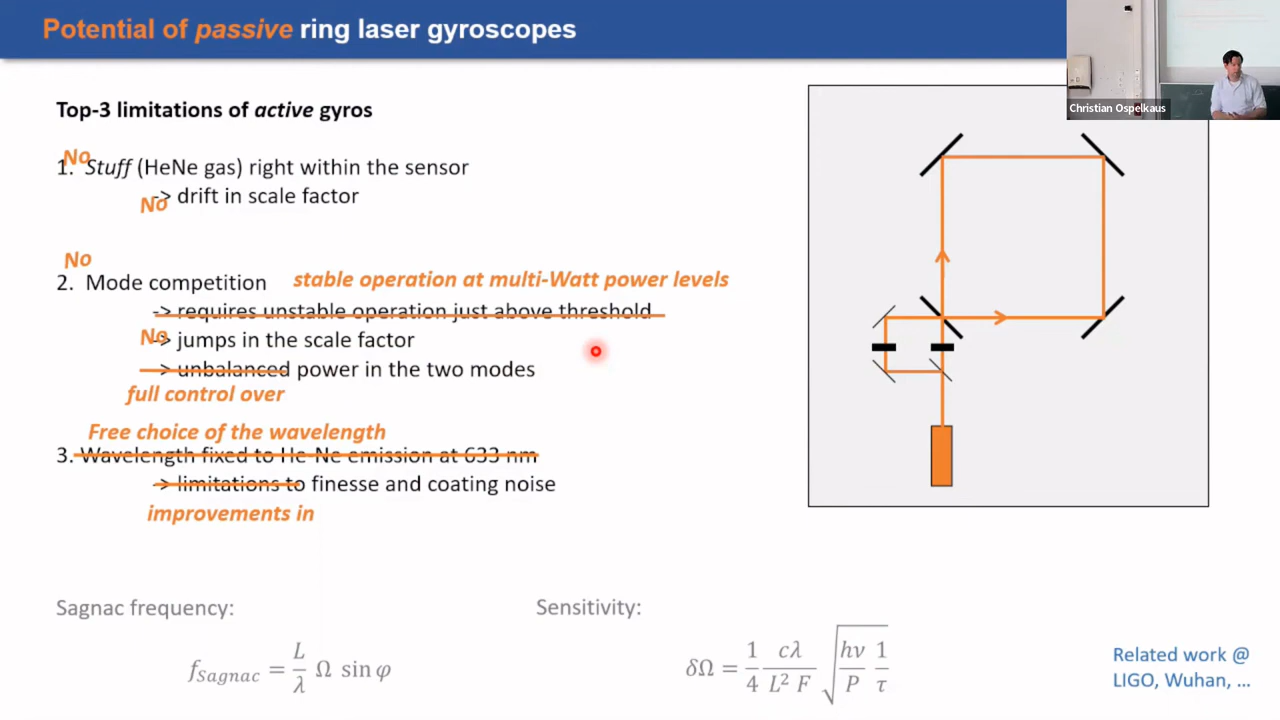 Potential of passive ring laser gyroscopes
Christian Ospelkaus
Top-3 limitations of active gyros
No
1. Stuff (HeNe gas) right within the sensor
-> drift in scale factor
No
No
2. Mode competition stable operation at multi-Watt power levels
-> requires unstable operation just above threshold
No
-> jumps in the scale factor
-> unbalanced power in the two modes
full control over
Free choice of the wavelength
3. Wavelength fixed to He-Ne emission at 633 nm
-> limitations to finesse and coating noise
improvements in
Sagnac frequency:
f_Sagnac = L/λ Ω sin φ
Sensitivity:
δΩ = 1/4 cλ/(L² F) √(hν/P 1/τ)
Related work @
LIGO, Wuhan, ...